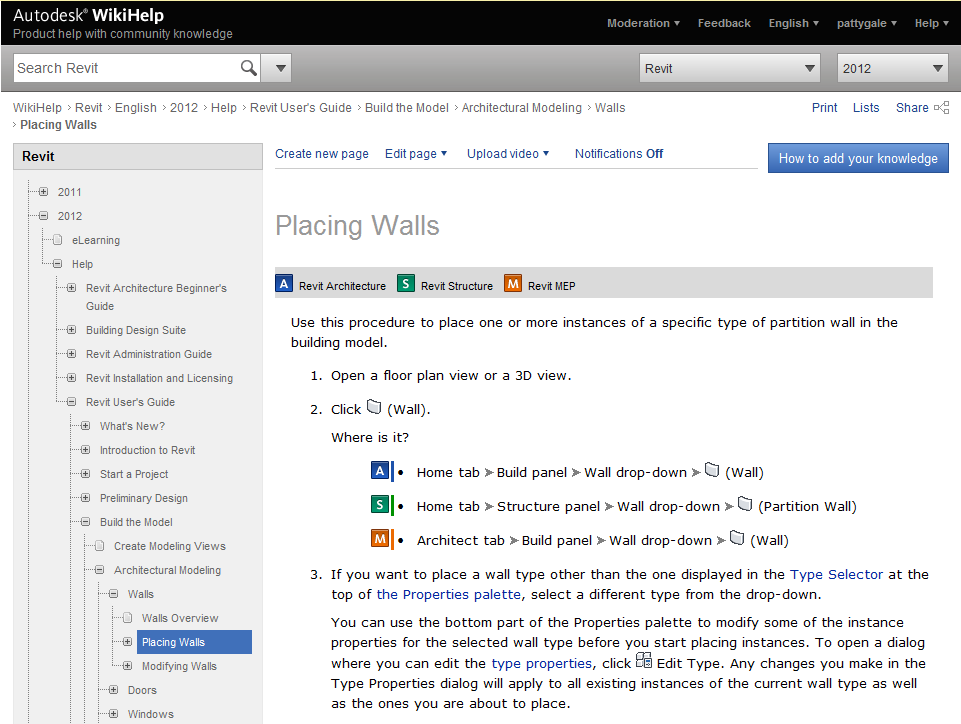 Autodesk® WikiHelp
Product help with community knowledge
Moderation Feedback English pattygale Help
Search Revit
Revit
2012
WikiHelp › Revit › English › 2012 › Help › Revit User's Guide › Build the Model › Architectural Modeling › Walls
› Placing Walls
Print Lists Share
Revit
2011
2012
eLearning
Help
Revit Architecture Beginner's
Guide
Building Design Suite
Revit Administration Guide
Revit Installation and Licensing
Revit User's Guide
What's New?
Introduction to Revit
Start a Project
Preliminary Design
Build the Model
Create Modeling Views
Architectural Modeling
Walls
Walls Overview
Placing Walls
Modifying Walls
Doors
Windows
Create new page Edit page Upload video Notifications Off
How to add your knowledge
Placing Walls
A Revit Architecture S Revit Structure M Revit MEP
Use this procedure to place one or more instances of a specific type of partition wall in the
building model.
1. Open a floor plan view or a 3D view.
2. Click (Wall).
Where is it?
A • Home tab ➤ Build panel ➤ Wall drop-down ➤ (Wall)
S • Home tab ➤ Structure panel ➤ Wall drop-down ➤ (Partition Wall)
M • Architect tab ➤ Build panel ➤ Wall drop-down ➤ (Wall)
3. If you want to place a wall type other than the one displayed in the Type Selector at the
top of the Properties palette, select a different type from the drop-down.
You can use the bottom part of the Properties palette to modify some of the instance
properties for the selected wall type before you start placing instances. To open a dialog
where you can edit the type properties, click Edit Type. Any changes you make in the
Type Properties dialog will apply to all existing instances of the current wall type as well
as the ones you are about to place.